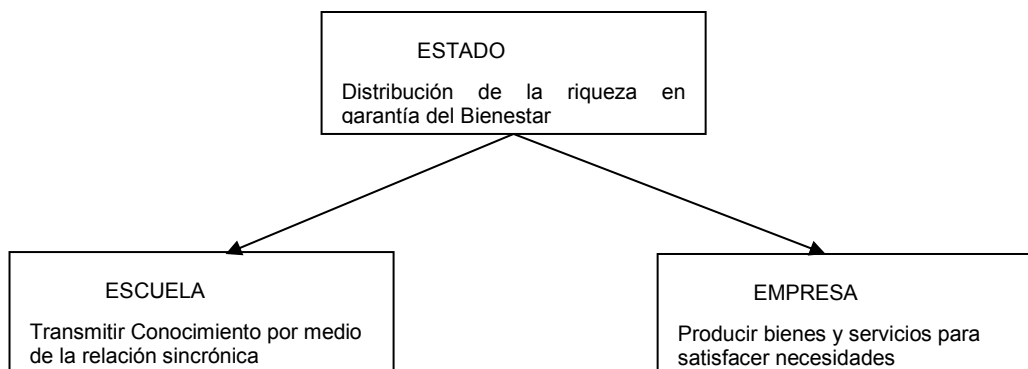 ESTADO
Distribución de la riqueza en
garantía del Bienestar
ESCUELA
Transmitir Conocimiento por medio
de la relación sincrónica
EMPRESA
Producir bienes y servicios para
satisfacer necesidades